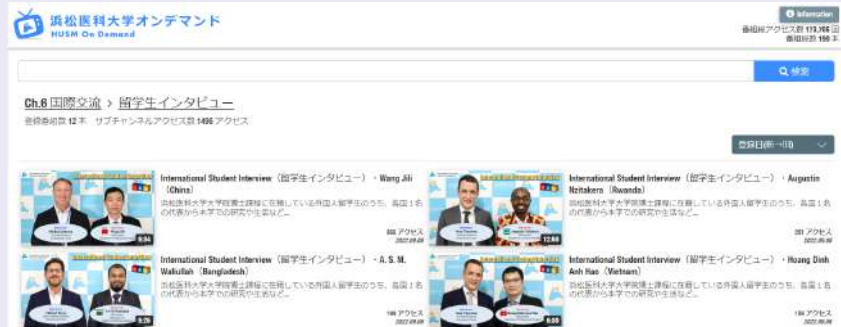 浜松医科大学オンデマンド
HUSM On Demand
Information
番組総アクセス数 回
番組総数 本
検索
Ch.6 国際交流 > 留学生インタビュー
登録番組数 12 本 サブチャンネルアクセス数 1496 アクセス
登録日(新→旧)
International Student Interview（留学生インタビュー）・Wang Jili
（China）
浜松医科大学大学院博士課程に在籍している外国人留学生のうち、各国1名
の代表から本学での研究や生活など...
アクセス
International Student Interview（留学生インタビュー）・Augustin
Nzitakera（Rwanda）
浜松医科大学大学院博士課程に在籍している外国人留学生のうち、各国1名
の代表から本学での研究や生活など...
アクセス
International Student Interview（留学生インタビュー）・A. S. M.
Waliullah（Bangladesh）
浜松医科大学大学院博士課程に在籍している外国人留学生のうち、各国1名
の代表から本学での研究や生活など...
アクセス
International Student Interview（留学生インタビュー）・Hoang Dinh
Anh Hao（Vietnam）
浜松医科大学大学院博士課程に在籍している外国人留学生のうち、各国1名
の代表から本学での研究や生活など...
アクセス